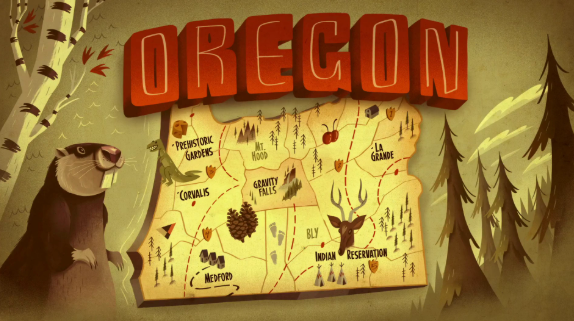 OREGON
PREHISTORIC
GARDENS
MT.
HOOD
LA
GRANDE
CORVALIS
GRAVITY
FALLS
BLY
INDIAN RESERVATION
MEDFORD